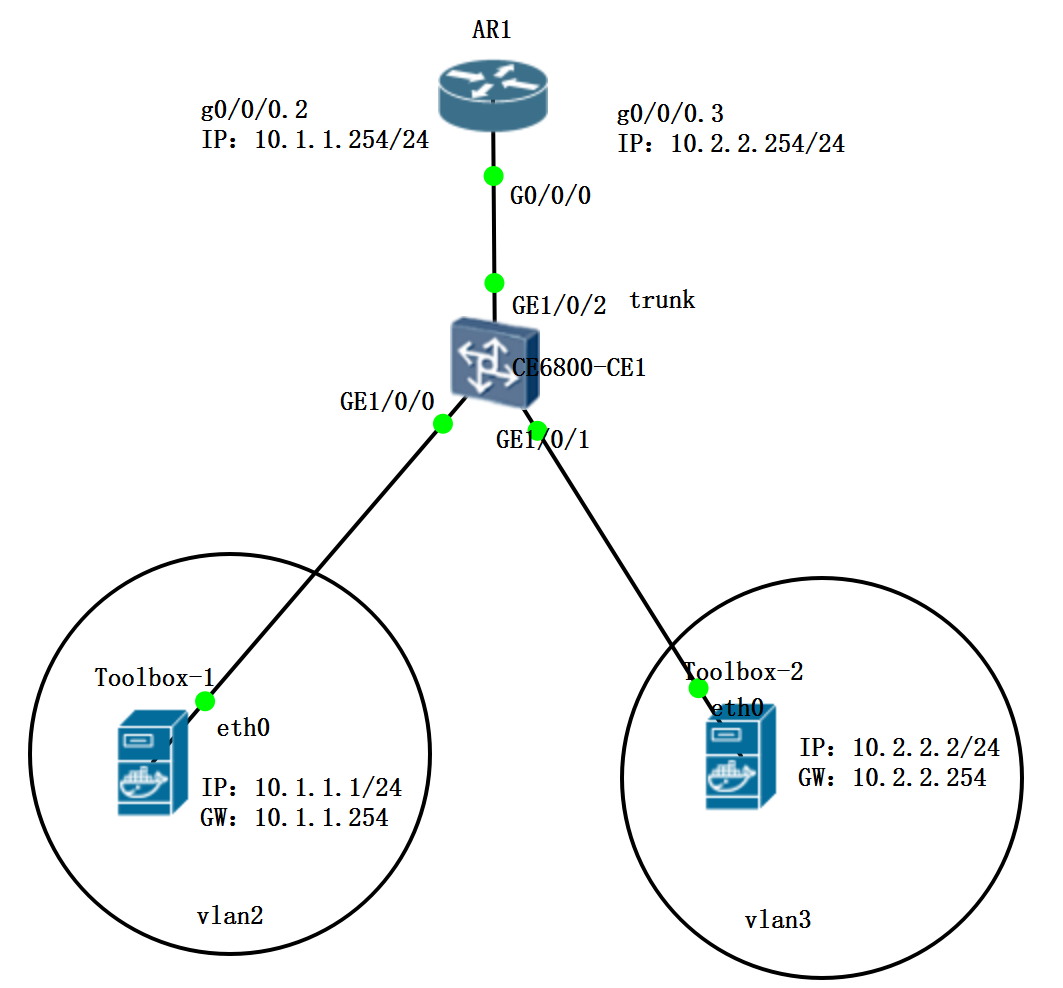 AR1
g0/0/0.2
IP: 10.1.1.254/24
g0/0/0.3
IP: 10.2.2.254/24
G0/0/0
GE1/0/2
trunk
CE6800-CE1
GE1/0/0
GE1/0/1
Toolbox-1
eth0
IP: 10.1.1.1/24
GW: 10.1.1.254
vlan2
Toolbox-2
eth0
IP: 10.2.2.2/24
GW: 10.2.2.254
vlan3